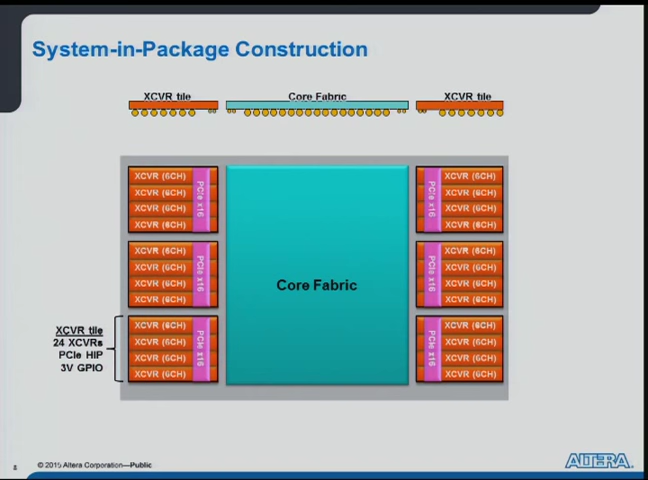 System-in-Package Construction
XCVR tile
Core Fabric
XCVR tile
XCVR (6CH)
XCVR (6CH)
XCVR (6CH)
XCVR (6CH)
PCIe x16
XCVR (6CH)
XCVR (6CH)
XCVR (6CH)
XCVR (6CH)
PCIe x16
XCVR (6CH)
XCVR (6CH)
XCVR (6CH)
XCVR (6CH)
PCIe x16
XCVR tile
24 XCVRs
PCIe HIP
3V GPIO
Core Fabric
PCIe x16
XCVR (6CH)
XCVR (6CH)
XCVR (6CH)
XCVR (6CH)
PCIe x16
XCVR (6CH)
XCVR (6CH)
XCVR (6CH)
XCVR (6CH)
PCIe x16
XCVR (6CH)
XCVR (6CH)
XCVR (6CH)
XCVR (6CH)
8
© 2015 Altera Corporation—Public
ALTERA